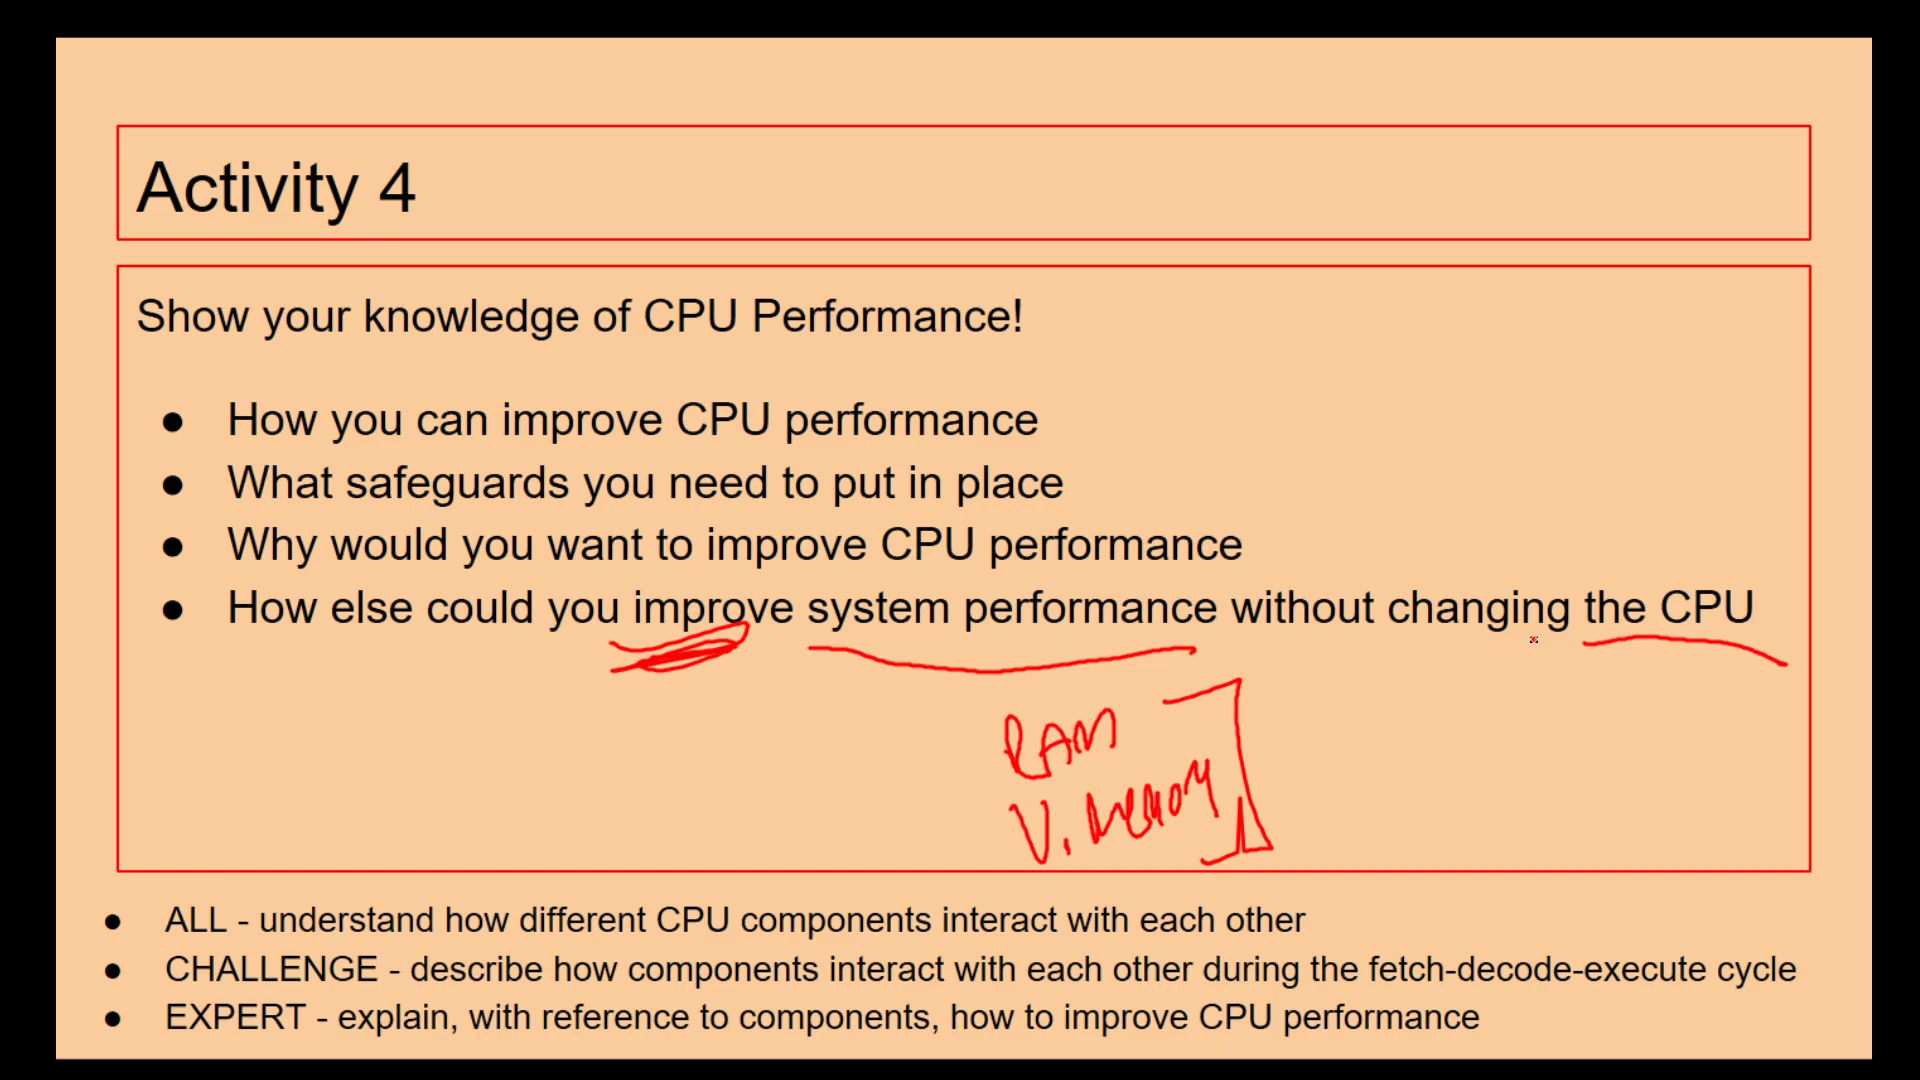 Activity 4
Show your knowledge of CPU Performance!
● How you can improve CPU performance
● What safeguards you need to put in place
● Why would you want to improve CPU performance
● How else could you improve system performance without changing the CPU
RAM
V. Memory
● ALL - understand how different CPU components interact with each other
● CHALLENGE - describe how components interact with each other during the fetch-decode-execute cycle
● EXPERT - explain, with reference to components, how to improve CPU performance